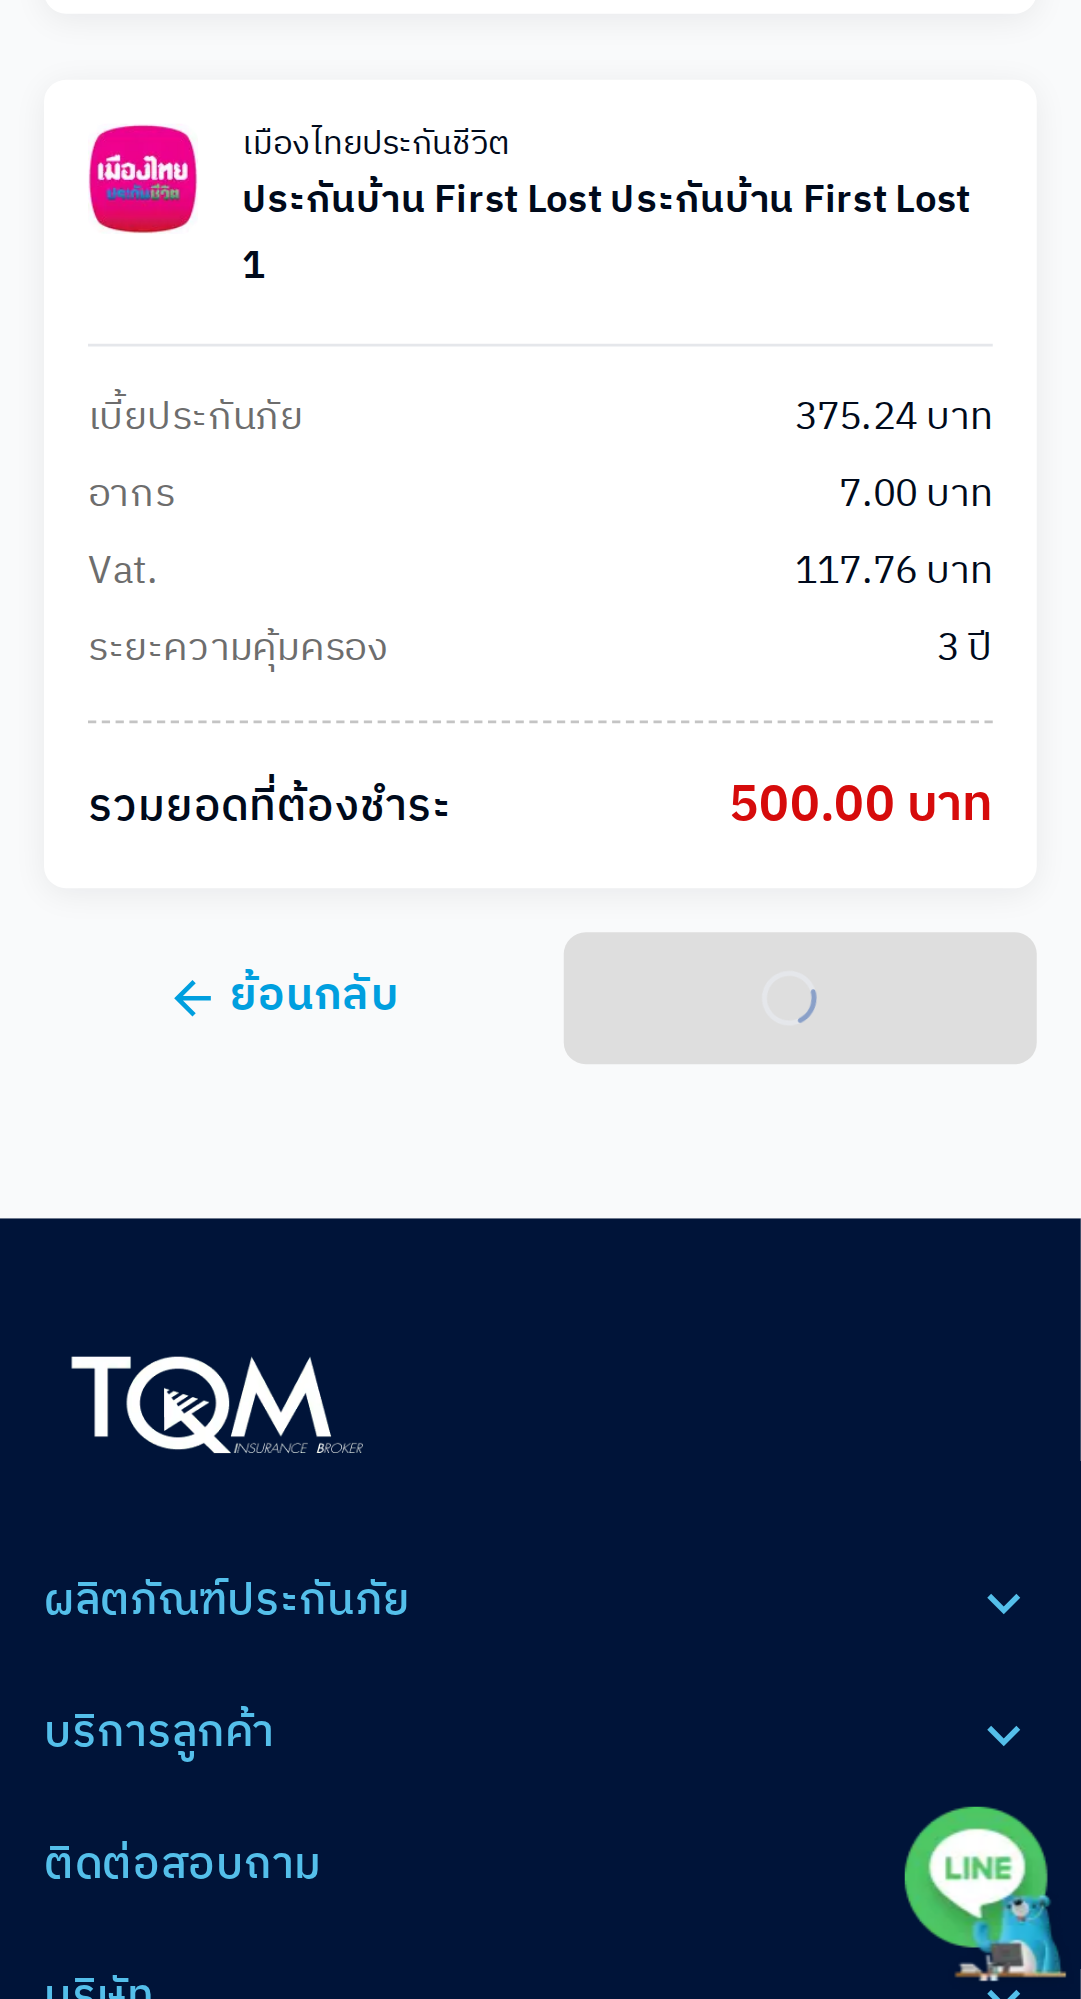 เมืองไทย
ประกันชีวิต
เมืองไทยประกันชีวิต
ประกันบ้าน First Lost ประกันบ้าน First Lost
1
เบี้ยประกันภัย 375.24 บาท
อากร 7.00 บาท
Vat. 117.76 บาท
ระยะความคุ้มครอง 3 ปี
รวมยอดที่ต้องชำระ 500.00 บาท
← ย้อนกลับ
TQM
INSURANCE BROKER
ผลิตภัณฑ์ประกันภัย
บริการลูกค้า
ติดต่อสอบถาม
LINE
บริษัท